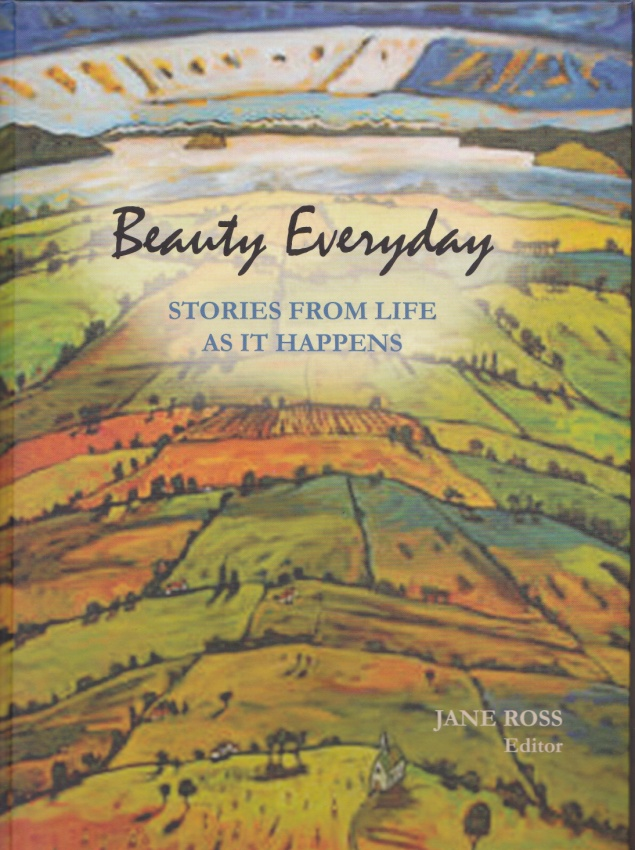 Beauty Everyday
STORIES FROM LIFE
AS IT HAPPENS
JANE ROSS
Editor